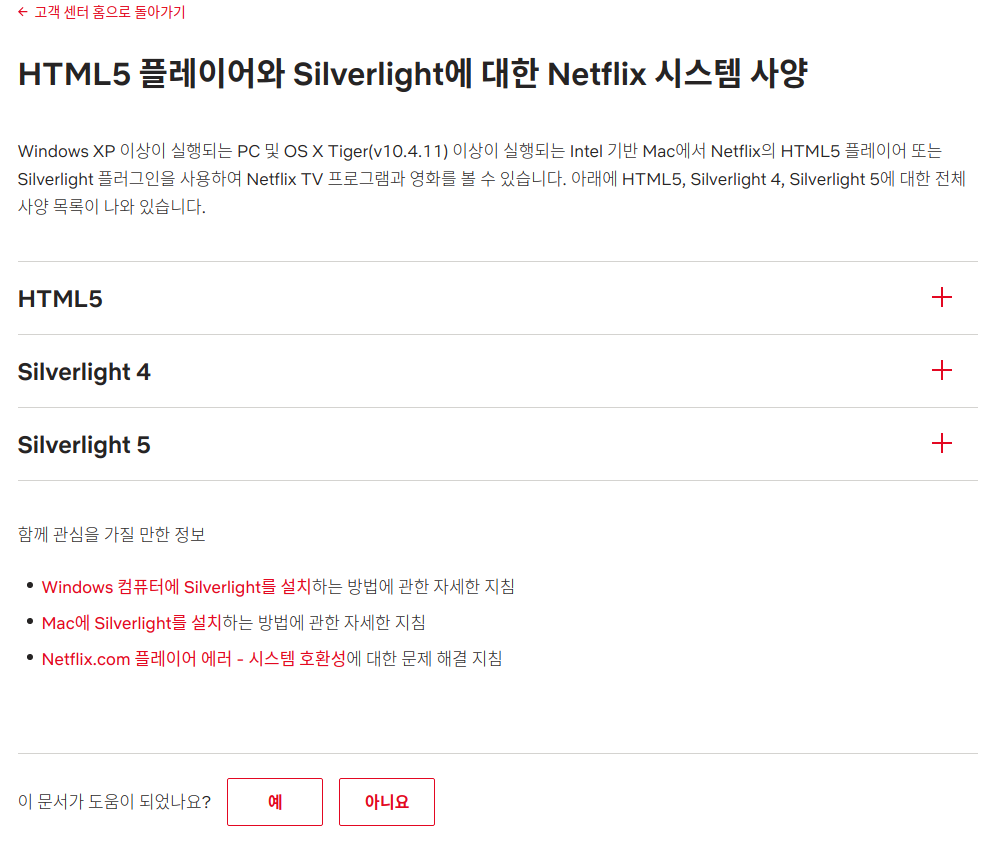 ← 고객 센터 홈으로 돌아가기
HTML5 플레이어와 Silverlight에 대한 Netflix 시스템 사양
Windows XP 이상이 실행되는 PC 및 OS X Tiger(v10.4.11) 이상이 실행되는 Intel 기반 Mac에서 Netflix의 HTML5 플레이어 또는
Silverlight 플러그인을 사용하여 Netflix TV 프로그램과 영화를 볼 수 있습니다. 아래에 HTML5, Silverlight 4, Silverlight 5에 대한 전체
사양 목록이 나와 있습니다.
HTML5
Silverlight 4
Silverlight 5
함께 관심을 가질 만한 정보
• Windows 컴퓨터에 Silverlight를 설치하는 방법에 관한 자세한 지침
• Mac에 Silverlight를 설치하는 방법에 관한 자세한 지침
• Netflix.com 플레이어 에러 - 시스템 호환성에 대한 문제 해결 지침
이 문서가 도움이 되었나요? 예 아니요